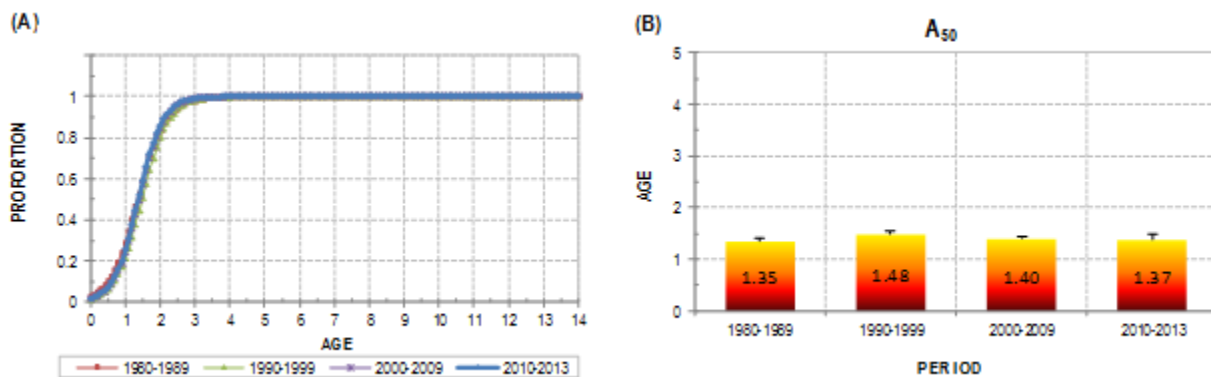 (A)
PROPORTION
1
0.8
0.6
0.4
0.2
0
0 1 2 3 4 5 6 7 8 9 10 11 12 13 14
AGE
1980-1989 1990-1999 2000-2009 2010-2013
(B)
A₅₀
AGE
5
4
3
2
1
0
1.35 1.48 1.40 1.37
1980-1989 1990-1999 2000-2009 2010-2013
PERIOD